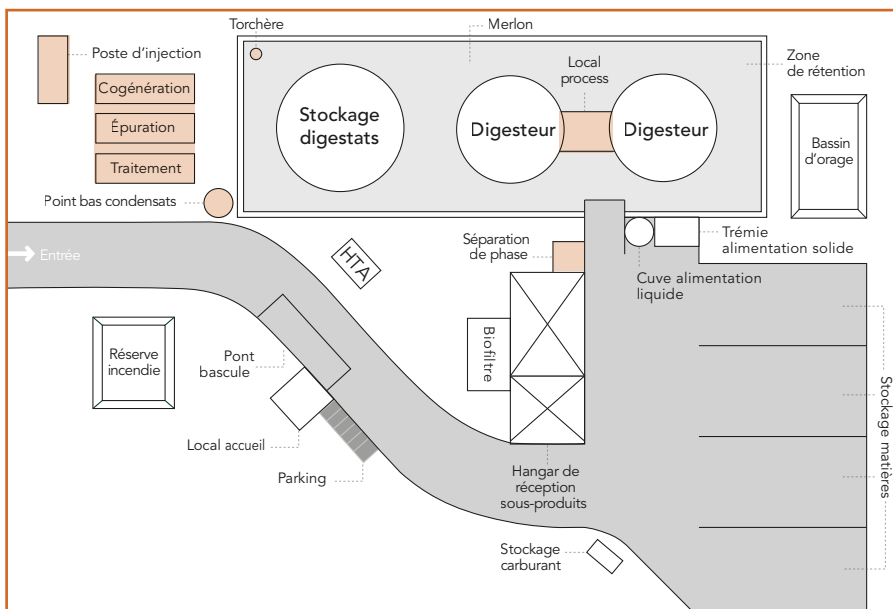 Torchère
Merlon
Poste d'injection
Local
process
Zone
de rétention
Cogénération
Stockage
digestats
Digesteur
Digesteur
Épuration
Bassin
d'orage
Traitement
Point bas condensats
Entrée
HTA
Séparation
de phase
Trémie
alimentation solide
Cuve alimentation
liquide
Réserve
incendie
Pont
bascule
Biofiltre
Stockage matières
Local accueil
Parking
Hangar de
réception
sous-produits
Stockage
carburant